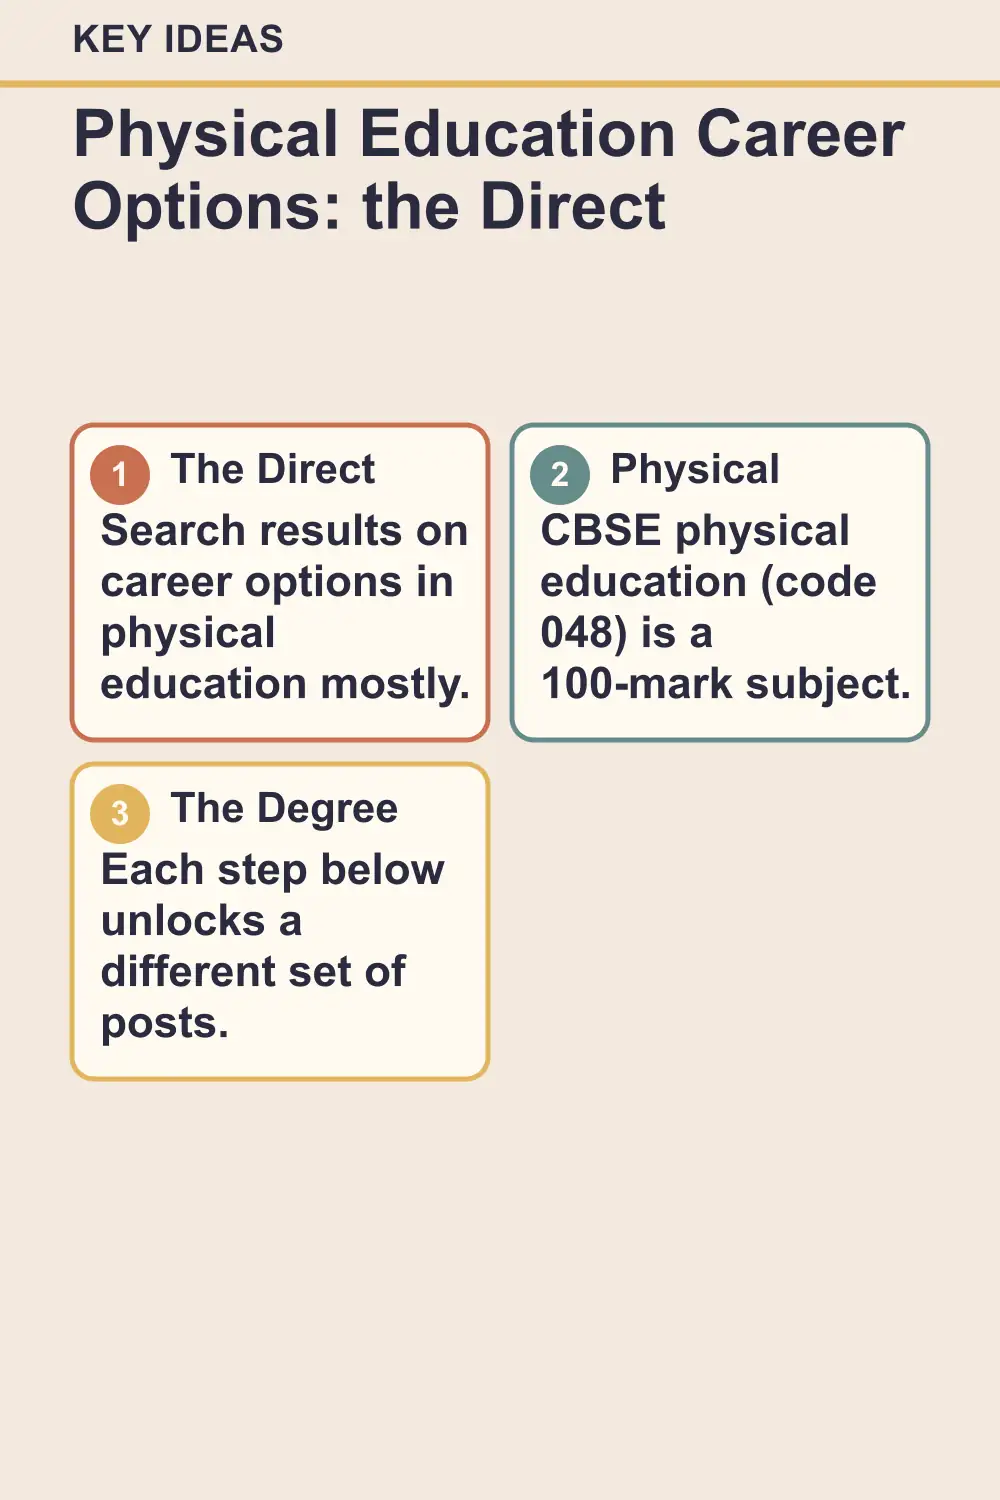 KEY IDEAS
Physical Education Career
Options: the Direct
1 The Direct
Search results on
career options in
physical
education mostly.
2 Physical
CBSE physical
education (code
048) is a
100-mark subject.
3 The Degree
Each step below
unlocks a
different set of
posts.